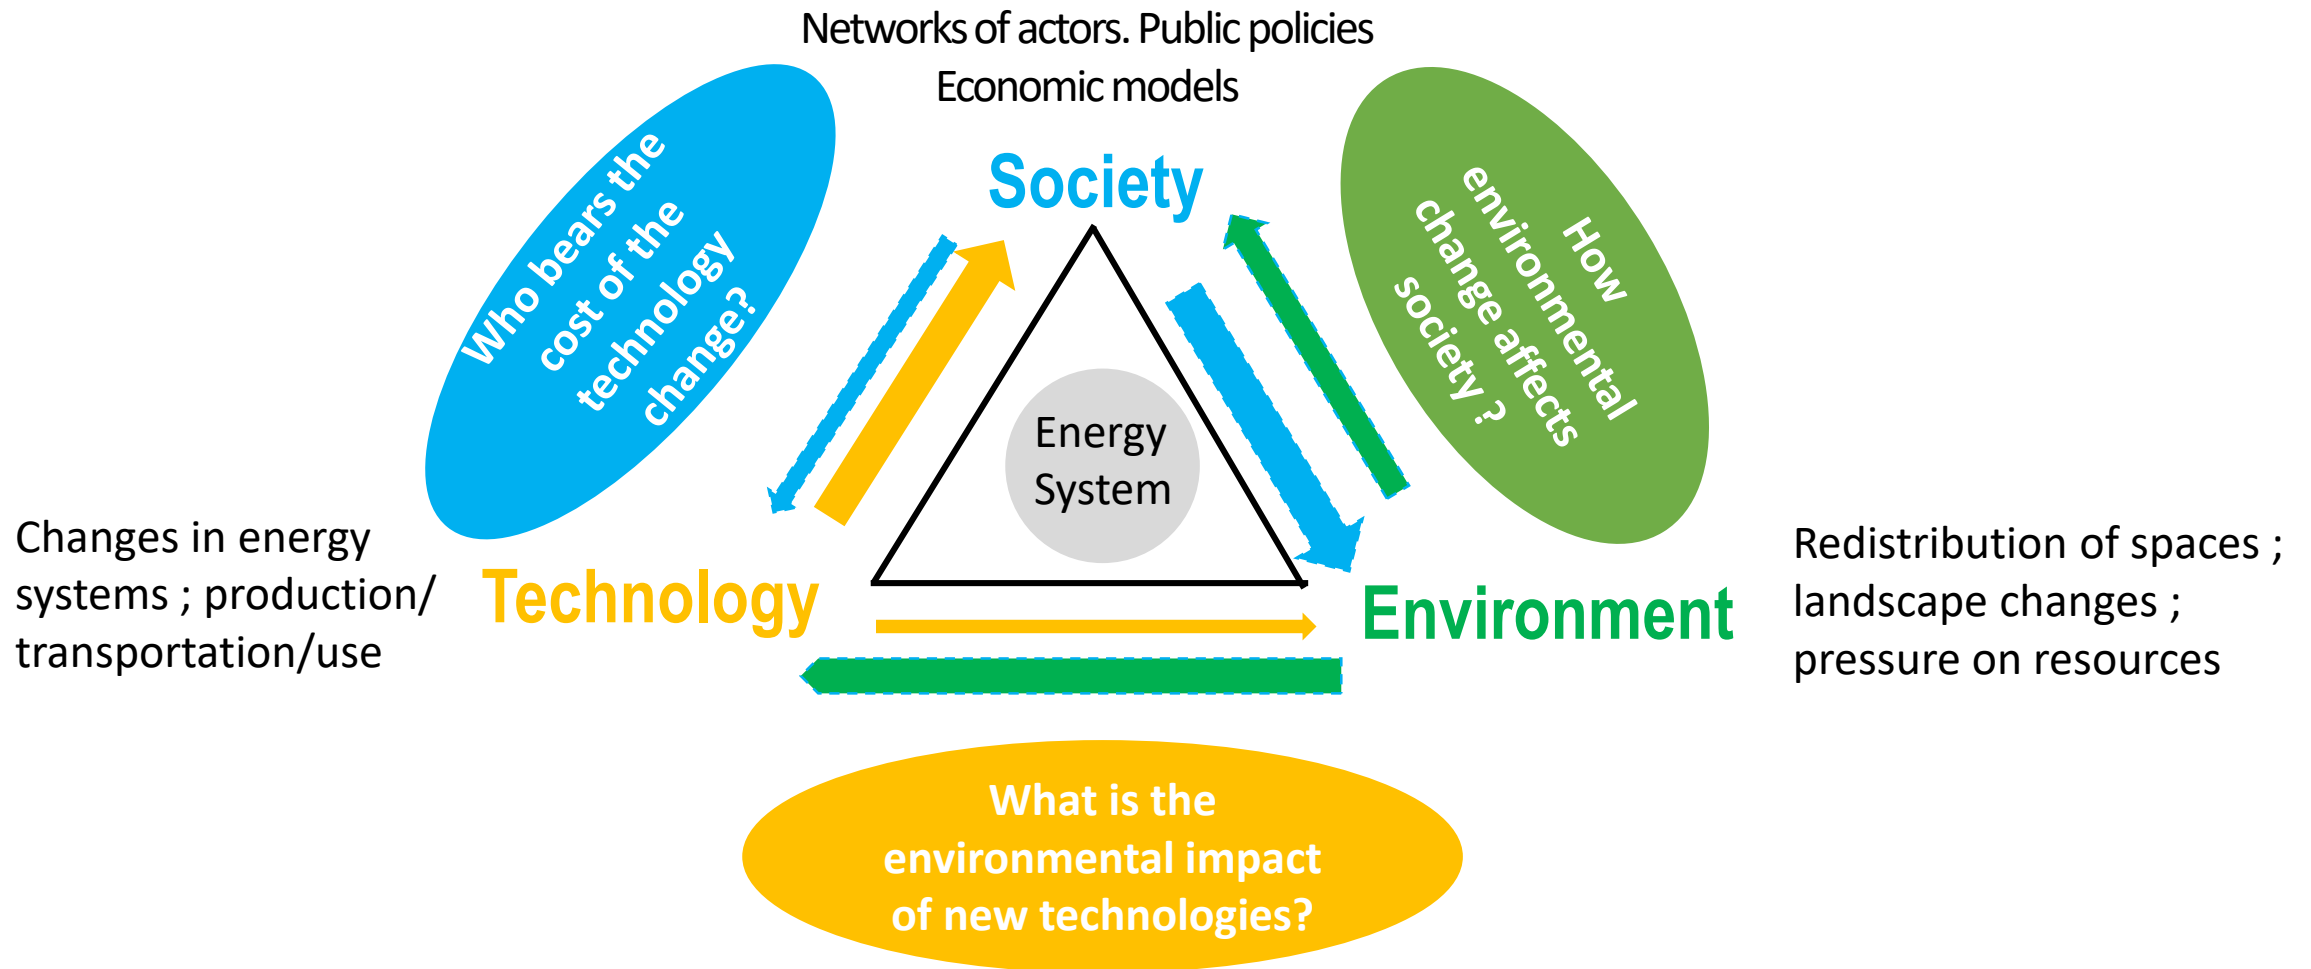 Networks of actors. Public policies
Economic models
Who bears the
cost of the
technology
change?
Society
How
environmental
change affects
society ?
Energy
System
Changes in energy
systems ; production/
transportation/use
Technology
Environment
Redistribution of spaces ;
landscape changes ;
pressure on resources
What is the
environmental impact
of new technologies?